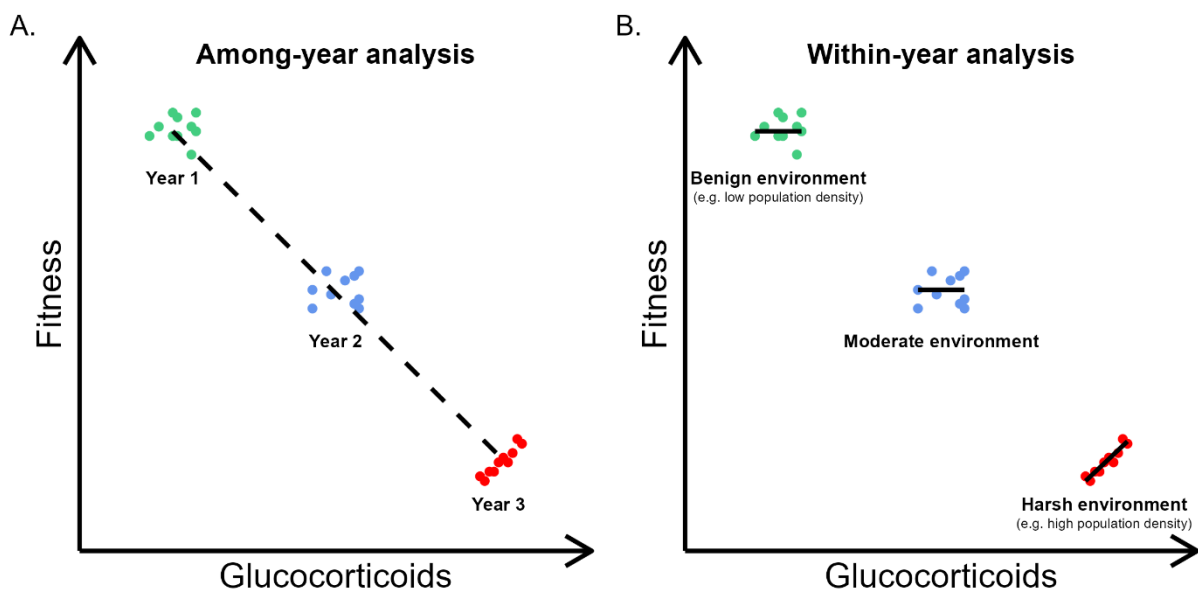 A.
Among-year analysis
Fitness
Year 1
Year 2
Year 3
Glucocorticoids
B.
Within-year analysis
Fitness
Benign environment
(e.g. low population density)
Moderate environment
Harsh environment
(e.g. high population density)
Glucocorticoids